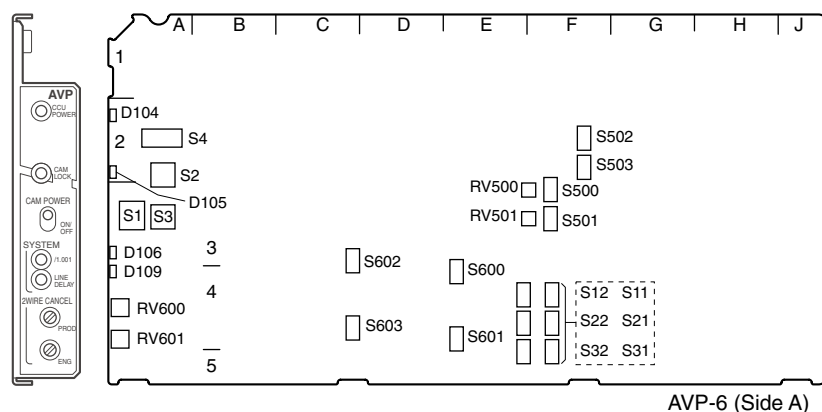 A B C D E F G H J
1
AVP
CCU
POWER
D104
2
S4
S502
CAM
LOCK
S2
S503
D105
RV500
S500
CAM POWER
ON/
OFF
S1
S3
RV501
S501
SYSTEM
/1.001
D106
3
S602
S600
LINE
DELAY
D109
4
2WIRE CANCEL
PROD
RV600
S12 S11
S603
S601
S22 S21
RV601
S32 S31
ENG
5
AVP-6 (Side A)